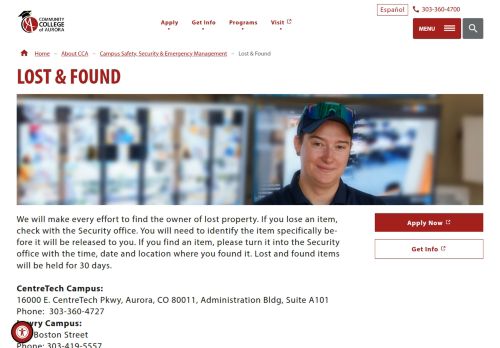 COMMUNITY
COLLEGE
of AURORA
Español
303-360-4700
Apply
Get Info
Programs
Visit
MENU
Home – About CCA – Campus Safety, Security & Emergency Management – Lost & Found
LOST & FOUND
We will make every effort to find the owner of lost property. If you lose an item,
check with the Security office. You will need to identify the item specifically be-
fore it will be released to you. If you find an item, please turn it into the Security
office with the time, date and location where you found it. Lost and found items
will be held for 30 days.
Apply Now
Get Info
CentreTech Campus:
16000 E. CentreTech Pkwy, Aurora, CO 80011, Administration Bldg, Suite A101
Phone: 303-360-4727
Campus:
Boston Street
Phone: 303-419-5557